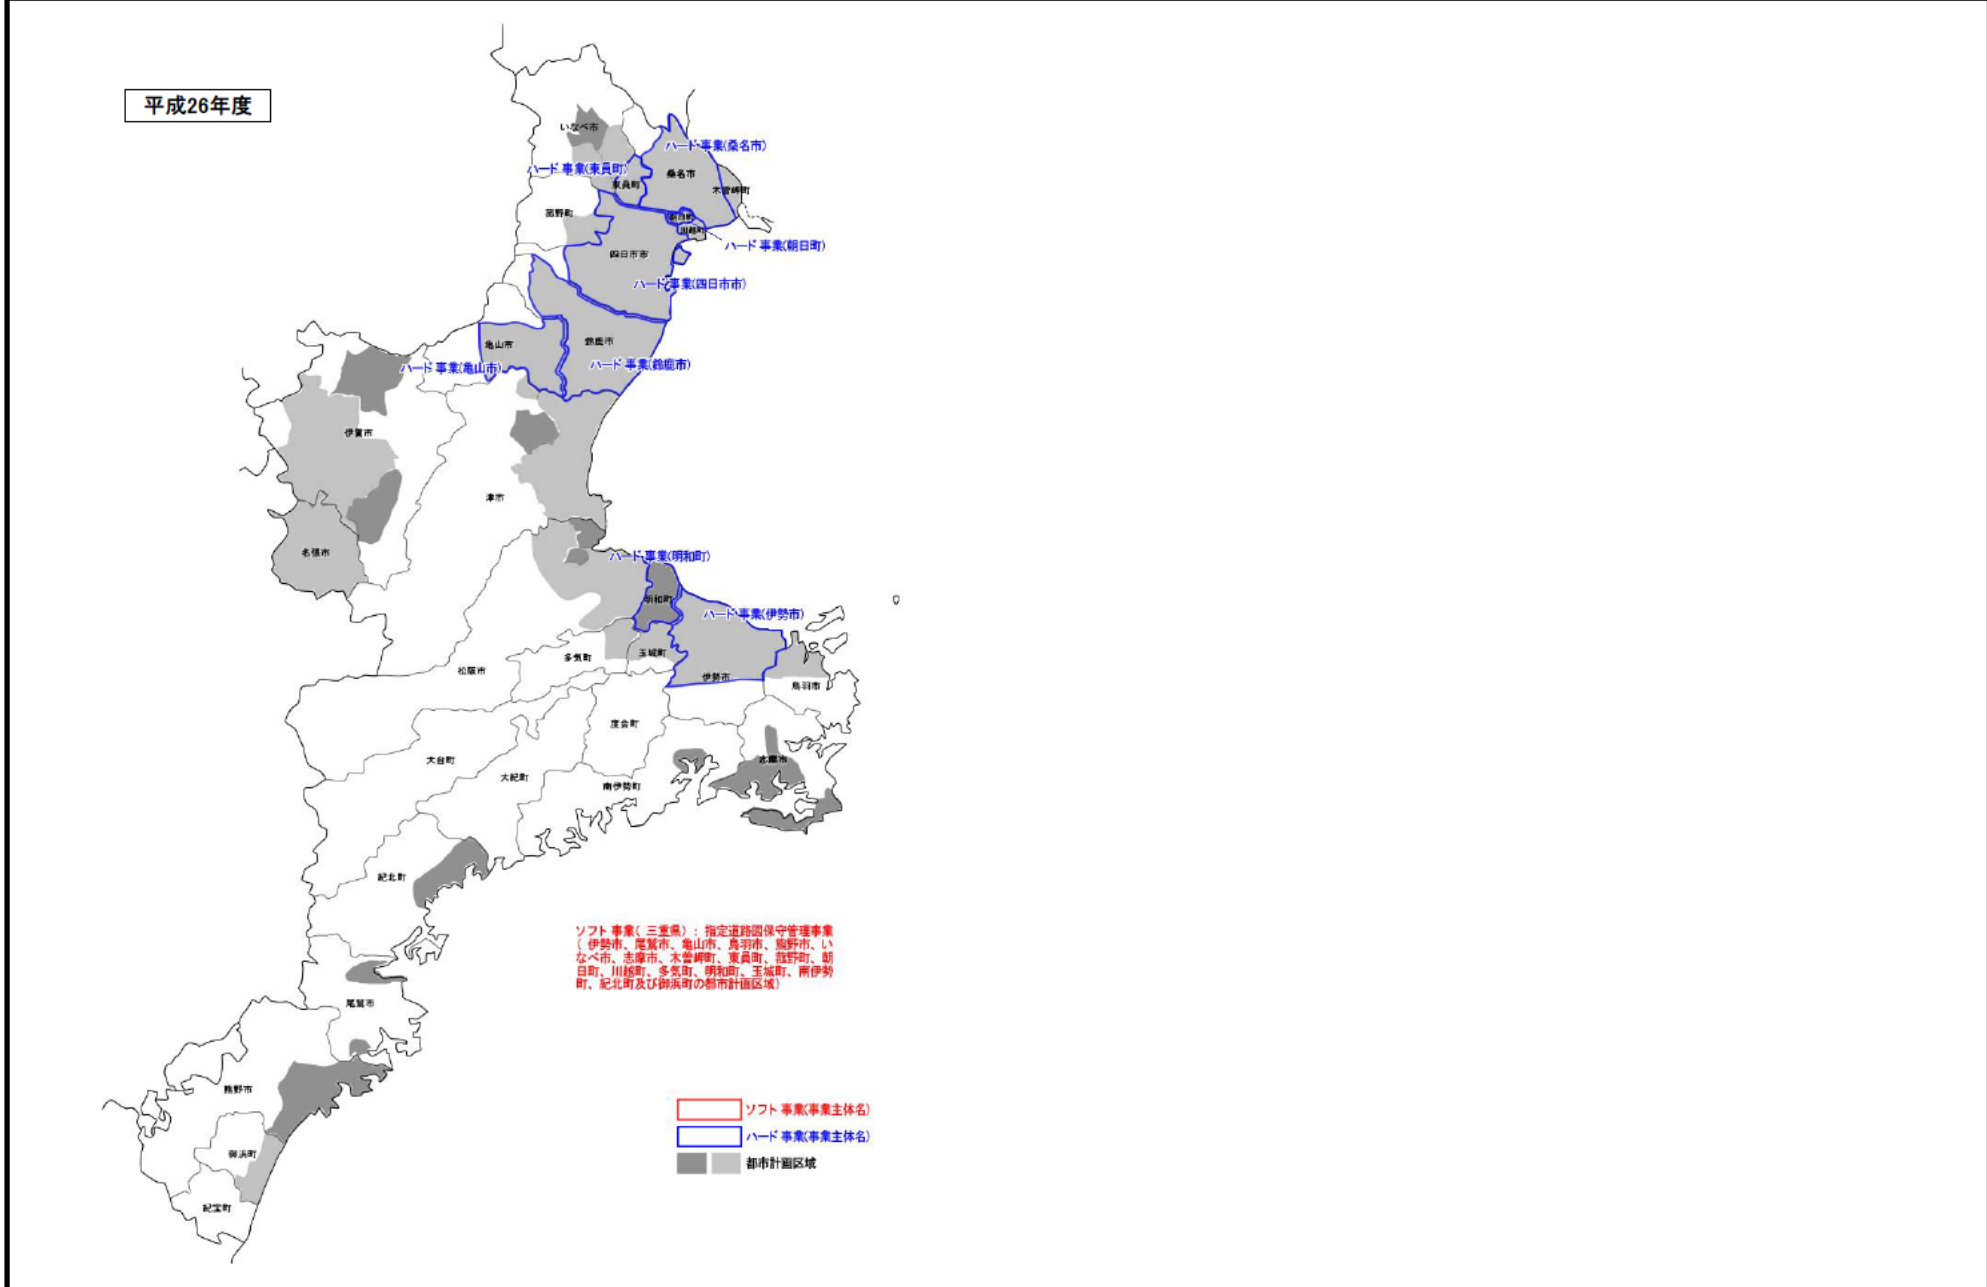 平成26年度
いなべ市
ハード事業(桑名市)
ハード事業(東員町)
桑名市
東員町
木曽岬町
菰野町
朝日町
川越町
ハード事業(朝日町)
四日市市
ハード事業(四日市市)
鈴鹿市
亀山市
ハード事業(鈴鹿市)
ハード事業(亀山市)
伊賀市
津市
名張市
ハード事業(明和町)
明和町
ハード事業(伊勢市)
多気町
玉城町
松阪市
伊勢市
鳥羽市
度会町
大台町
志摩市
大紀町
南伊勢町
紀北町
ソフト事業(三重県):指定道路図保守管理事業
(伊勢市、尾鷲市、亀山市、鳥羽市、熊野市、い
なべ市、志摩市、木曽岬町、東員町、菰野町、朝
日町、川越町、多気町、明和町、玉城町、南伊勢
町、紀北町及び御浜町の都市計画区域)
尾鷲市
熊野市
御浜町
紀宝町
ソフト事業(事業主体名)
ハード事業(事業主体名)
都市計画区域